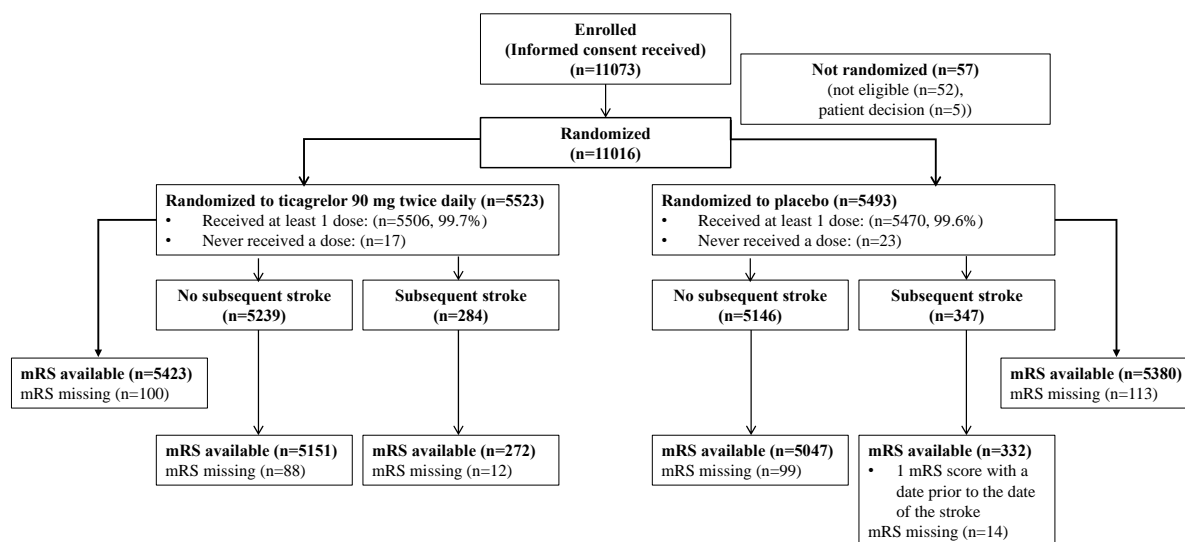 Enrolled
(Informed consent received)
(n=11073)
Not randomized (n=57)
(not eligible (n=52),
patient decision (n=5))
Randomized
(n=11016)
Randomized to ticagrelor 90 mg twice daily (n=5523)
• Received at least 1 dose: (n=5506, 99.7%)
• Never received a dose: (n=17)
Randomized to placebo (n=5493)
• Received at least 1 dose: (n=5470, 99.6%)
• Never received a dose: (n=23)
No subsequent stroke
(n=5239)
Subsequent stroke
(n=284)
No subsequent stroke
(n=5146)
Subsequent stroke
(n=347)
mRS available (n=5423)
mRS missing (n=100)
mRS available (n=5380)
mRS missing (n=113)
mRS available (n=5151)
mRS missing (n=88)
mRS available (n=272)
mRS missing (n=12)
mRS available (n=5047)
mRS missing (n=99)
mRS available (n=332)
• 1 mRS score with a
date prior to the date
of the stroke
mRS missing (n=14)